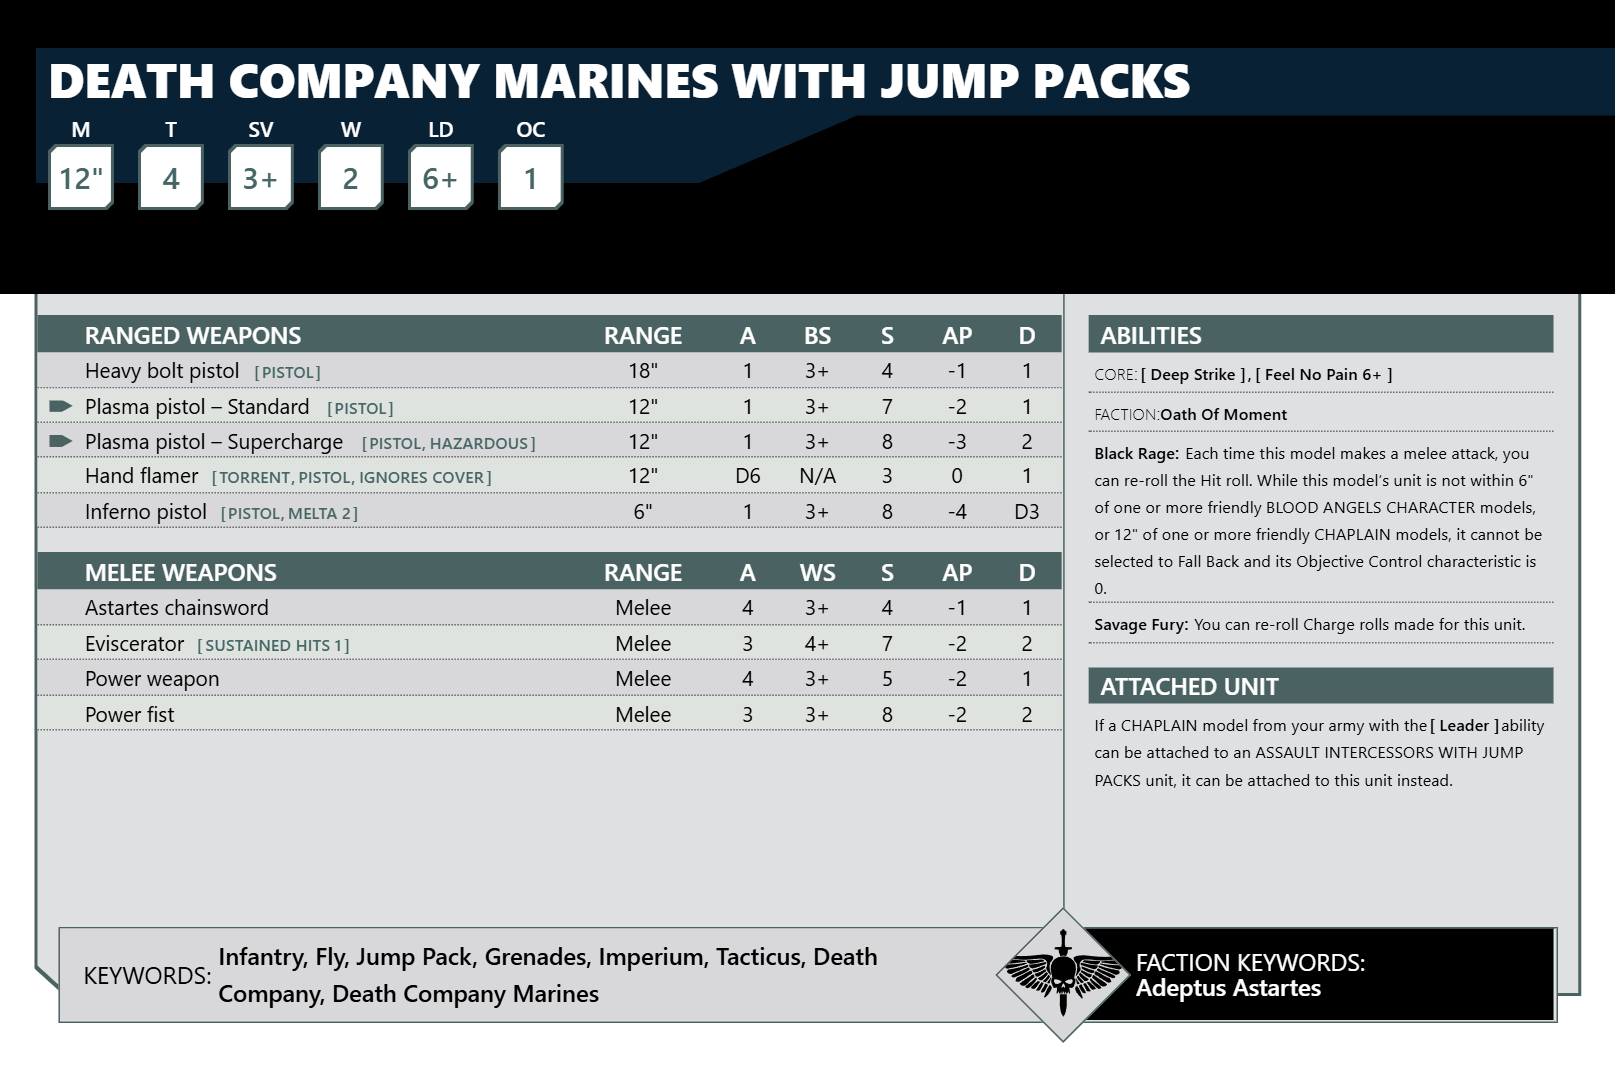 DEATH COMPANY MARINES WITH JUMP PACKS
M T SV W LD OC
12" 4 3+ 2 6+ 1
RANGED WEAPONS RANGE A BS S AP D
Heavy bolt pistol [PISTOL] 18" 1 3+ 4 -1 1
Plasma pistol – Standard [PISTOL] 12" 1 3+ 7 -2 1
Plasma pistol – Supercharge [PISTOL, HAZARDOUS] 12" 1 3+ 8 -3 2
Hand flamer [TORRENT, PISTOL, IGNORES COVER] 12" D6 N/A 3 0 1
Inferno pistol [PISTOL, MELTA 2] 6" 1 3+ 8 -4 D3
MELEE WEAPONS RANGE A WS S AP D
Astartes chainsword Melee 4 3+ 4 -1 1
Eviscerator [SUSTAINED HITS 1] Melee 3 4+ 7 -2 2
Power weapon Melee 4 3+ 5 -2 1
Power fist Melee 3 3+ 8 -2 2
ABILITIES
CORE: [ Deep Strike ], [ Feel No Pain 6+ ]
FACTION:Oath Of Moment
Black Rage: Each time this model makes a melee attack, you
can re-roll the Hit roll. While this model's unit is not within 6"
of one or more friendly BLOOD ANGELS CHARACTER models,
or 12" of one or more friendly CHAPLAIN models, it cannot be
selected to Fall Back and its Objective Control characteristic is
0.
Savage Fury: You can re-roll Charge rolls made for this unit.
ATTACHED UNIT
If a CHAPLAIN model from your army with the [ Leader ] ability
can be attached to an ASSAULT INTERCESSORS WITH JUMP
PACKS unit, it can be attached to this unit instead.
KEYWORDS: Infantry, Fly, Jump Pack, Grenades, Imperium, Tacticus, Death
Company, Death Company Marines
FACTION KEYWORDS:
Adeptus Astartes